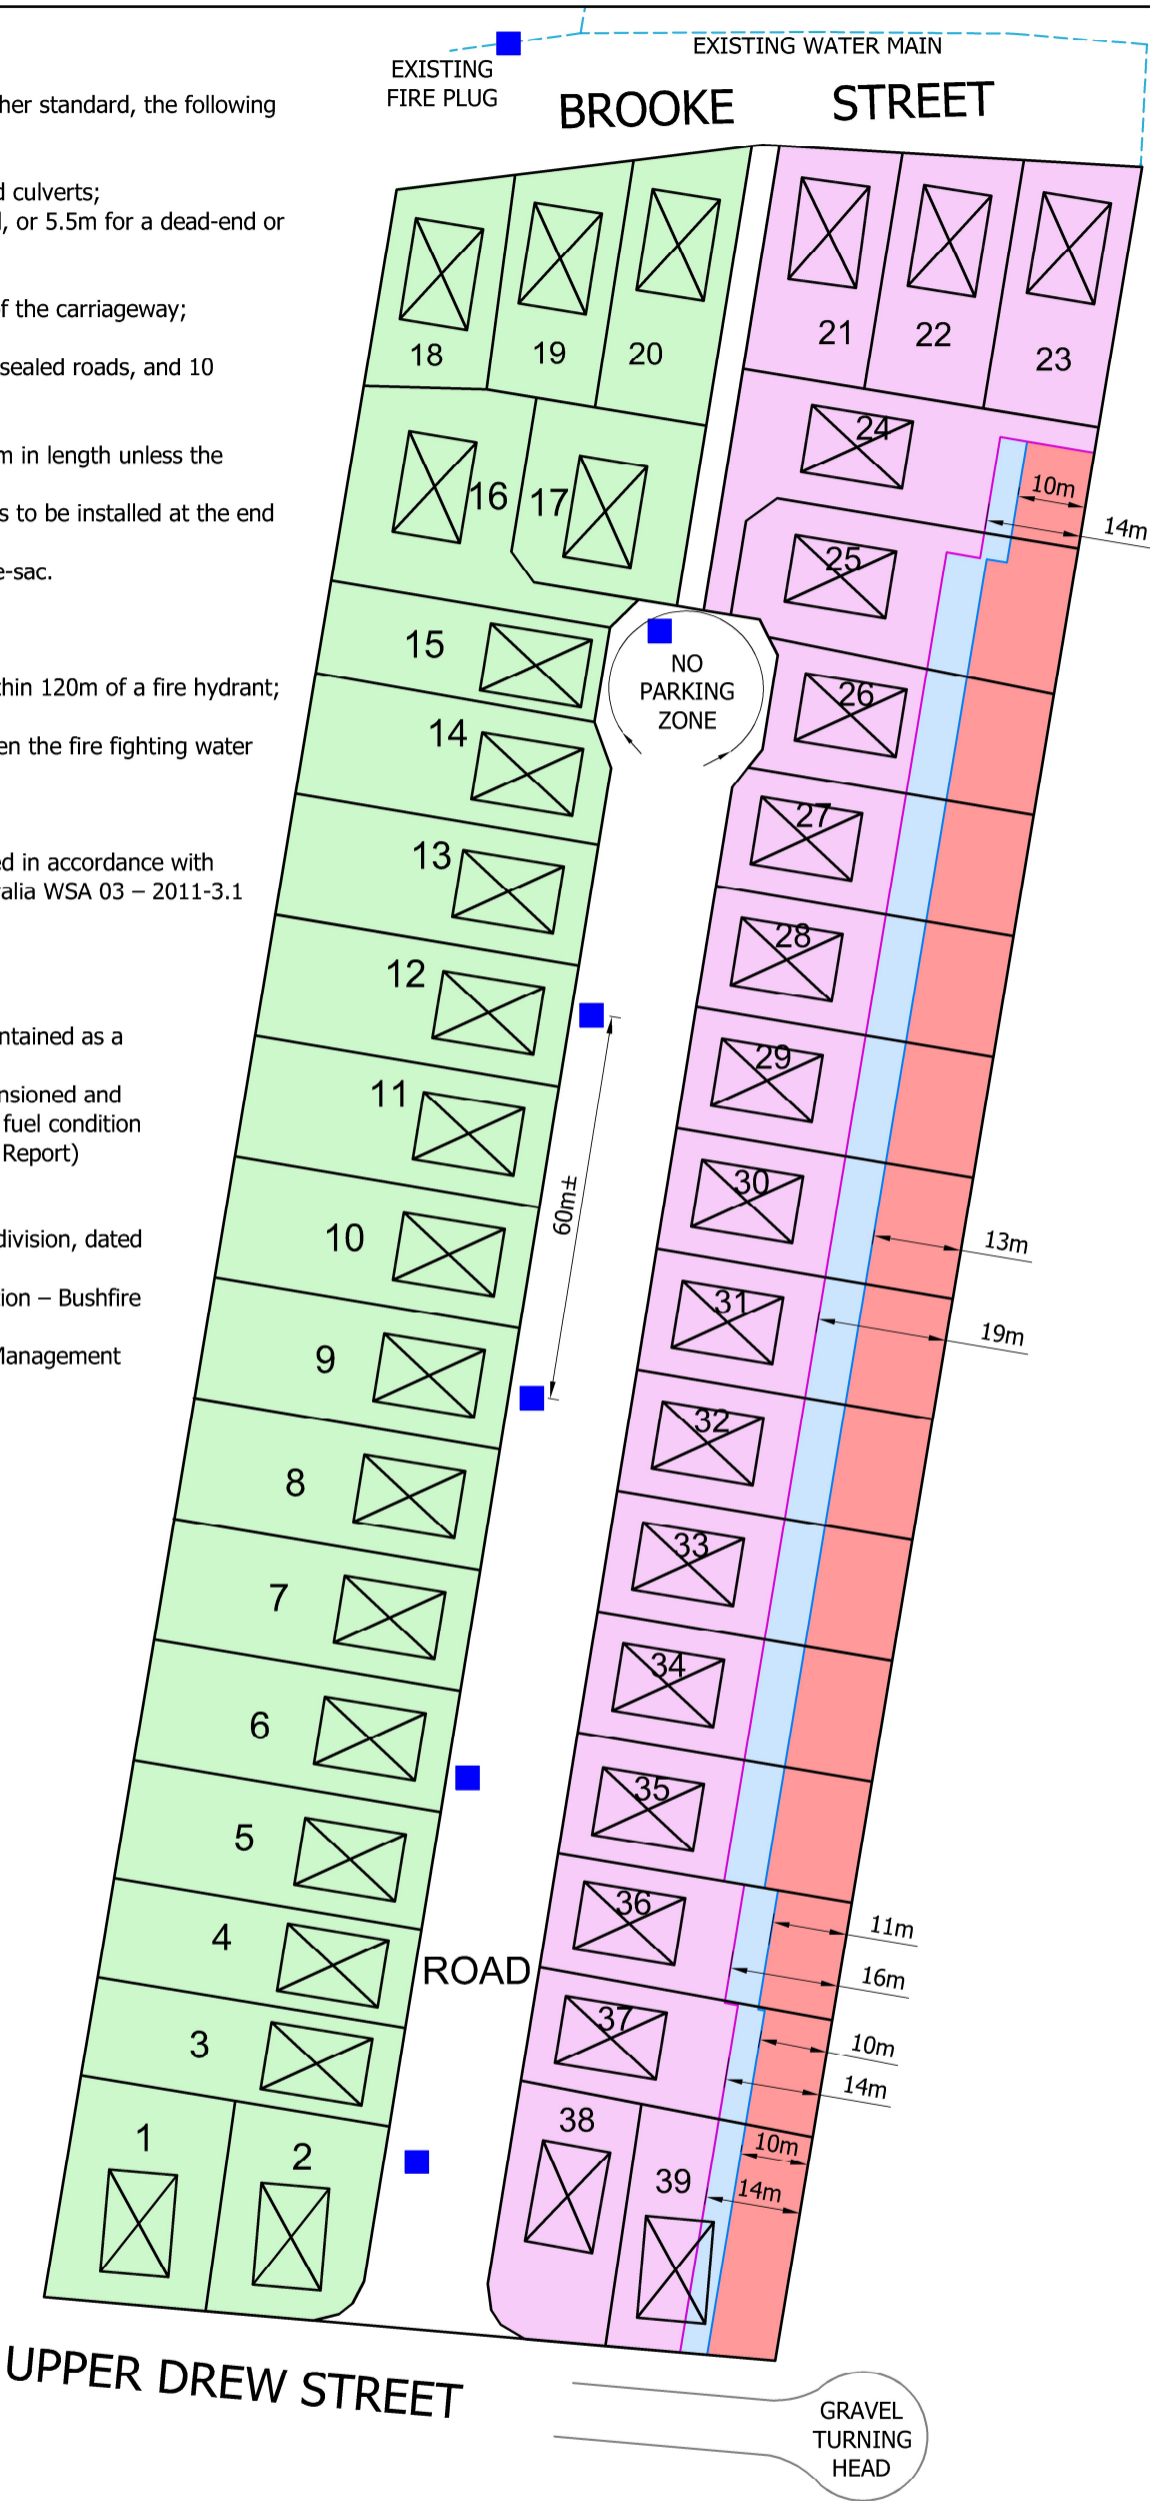 EXISTING WATER MAIN
EXISTING
FIRE PLUG
BROOKE STREET
her standard, the following
d culverts;
l, or 5.5m for a dead-end or
f the carriageway;
sealed roads, and 10
m in length unless the
s to be installed at the end
e-sac.
hin 120m of a fire hydrant;
en the fire fighting water
ed in accordance with
ralia WSA 03 – 2011-3.1
ntained as a
nsioned and
fuel condition
Report)
division, dated
tion – Bushfire
Management
18
19
20
21
22
23
24
10m
14m
16
17
25
15
NO
PARKING
ZONE
26
14
27
13
28
12
29
11
30
60m±
10
13m
31
19m
9
32
8
33
7
34
6
35
5
36
11m
4
ROAD
16m
37
10m
3
14m
38
1
2
10m
39
14m
UPPER DREW STREET
GRAVEL
TURNING
HEAD